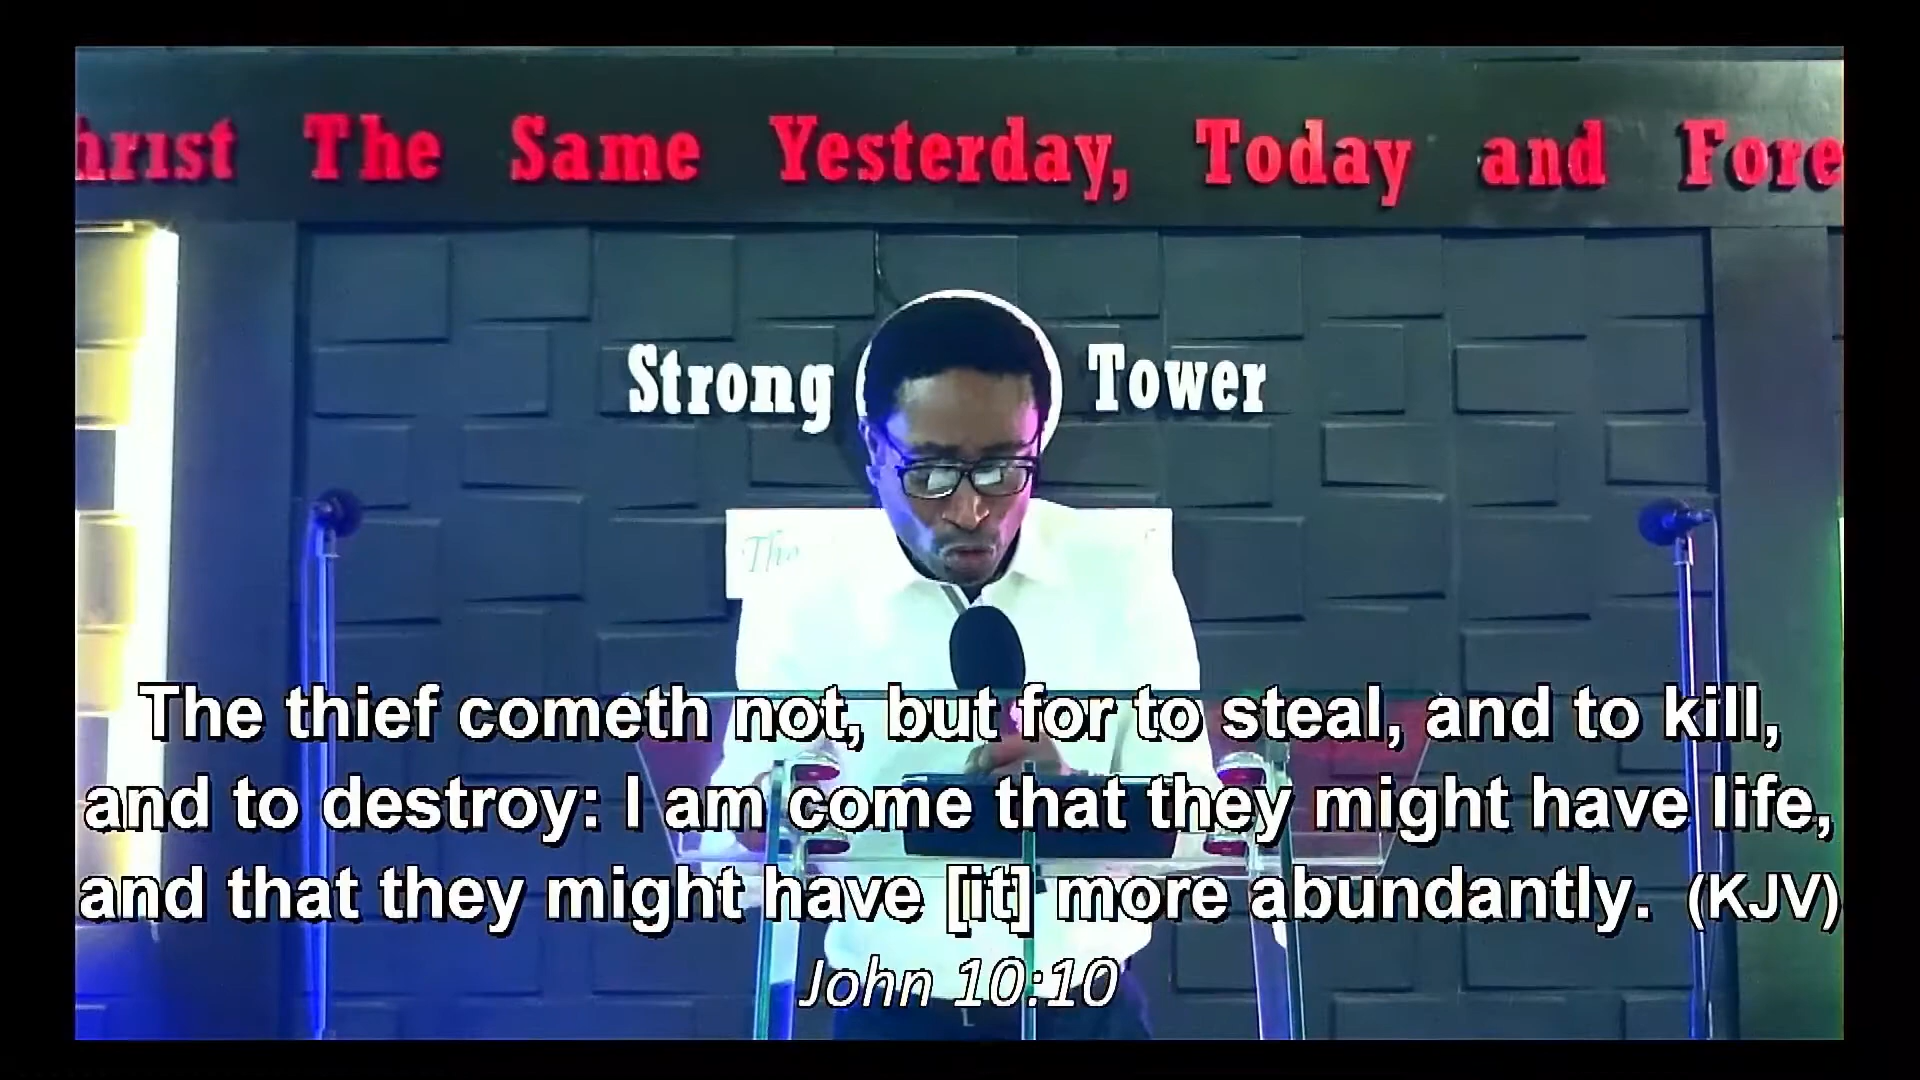 hrist The Same Yesterday, Today and Fore
Strong Tower
The
The thief cometh not, but for to steal, and to kill,
and to destroy: I am come that they might have life,
and that they might have [it] more abundantly. (KJV)
John 10:10